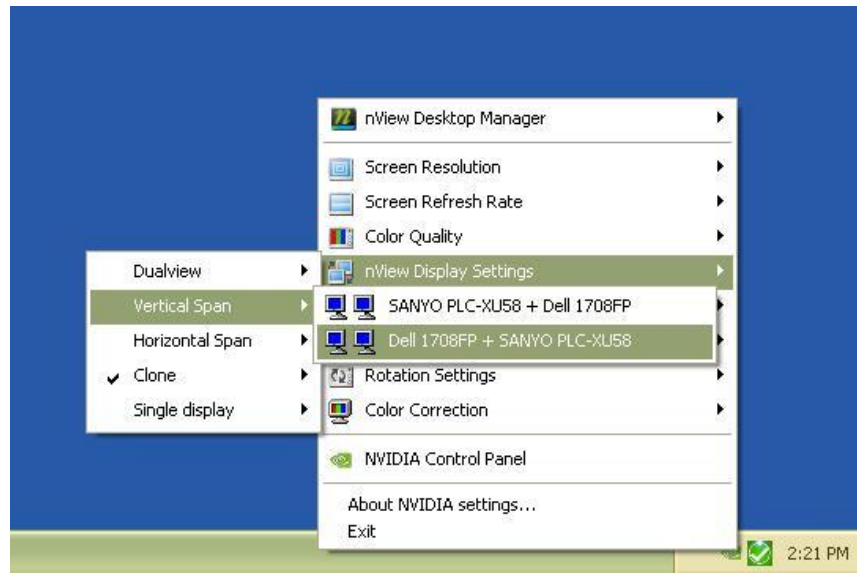 nView Desktop Manager
Screen Resolution
Screen Refresh Rate
Color Quality
nView Display Settings
Dualview
Vertical Span
Horizontal Span
Clone
Single display
SANYO PLC-XU58 + Dell 1708FP
Dell 1708FP + SANYO PLC-XU58
Rotation Settings
Color Correction
NVIDIA Control Panel
About NVIDIA settings...
Exit
2:21 PM